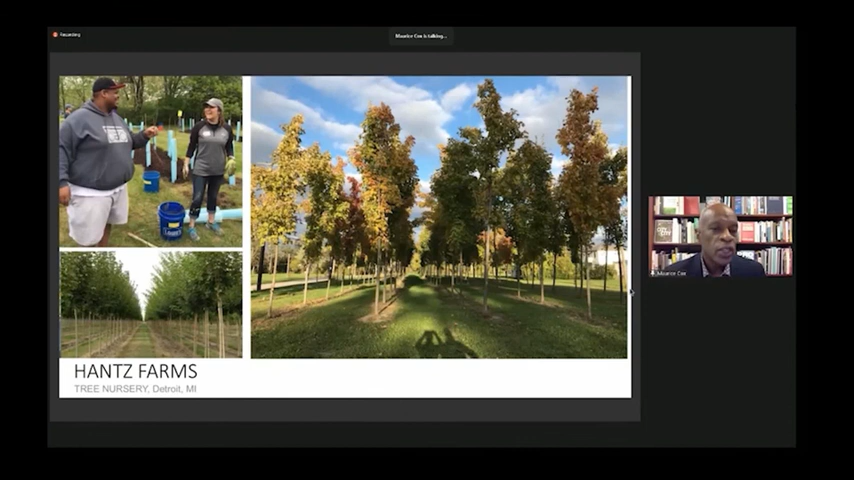 Recording
Maurice Cox is talking...
HANTZ FARMS
TREE NURSERY, Detroit, MI
Maurice Cox